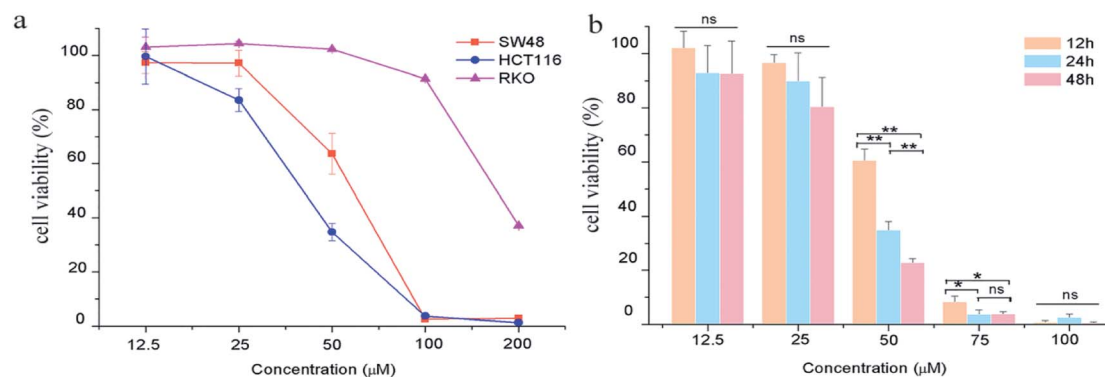 a
cell viability (%)
100
80
60
40
20
0
12.5 25 50 100 200
Concentration (μM)
SW48
HCT116
RKO
b
cell viability (%)
100
80
60
40
20
0
12.5 25 50 75 100
Concentration (μM)
12h
24h
48h
ns
ns
**
** **
*
* ns
ns